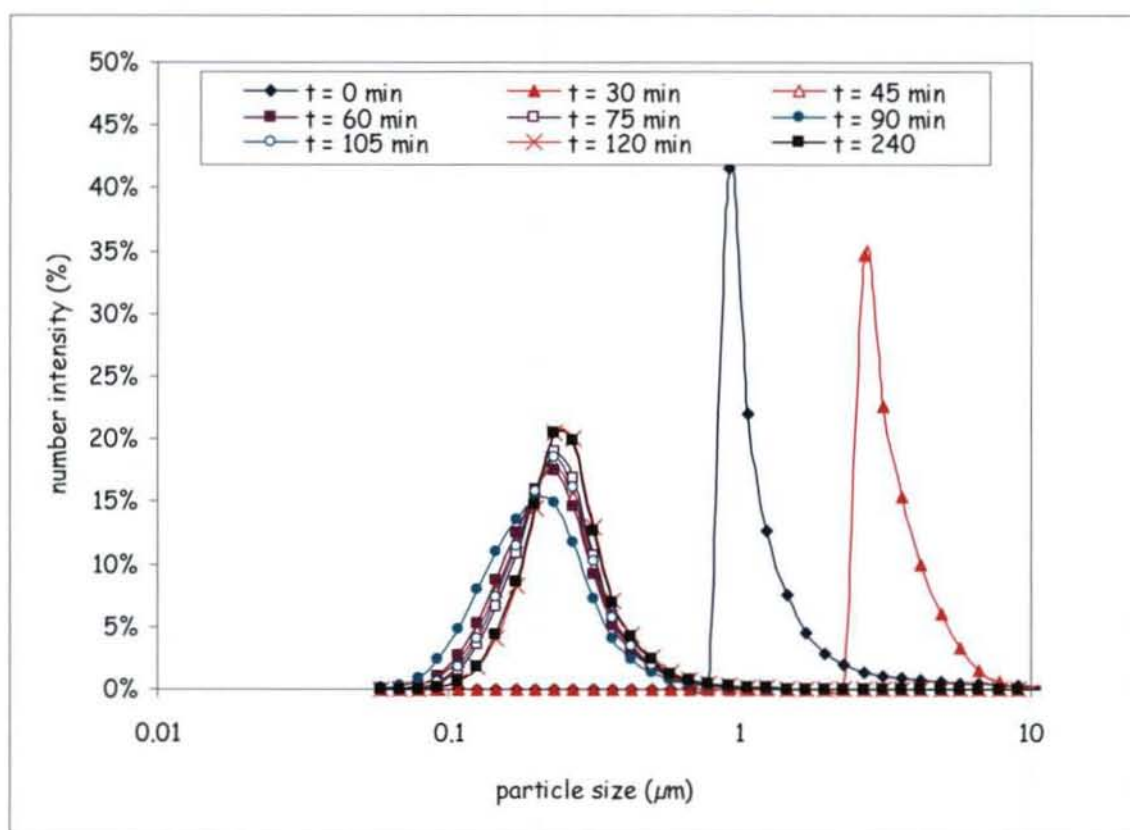 50%
45%
40%
35%
30%
25%
20%
15%
10%
5%
0%
number intensity (%)
t = 0 min t = 30 min t = 45 min
t = 60 min t = 75 min t = 90 min
t = 105 min t = 120 min t = 240
0.01 0.1 1 10
particle size (µm)